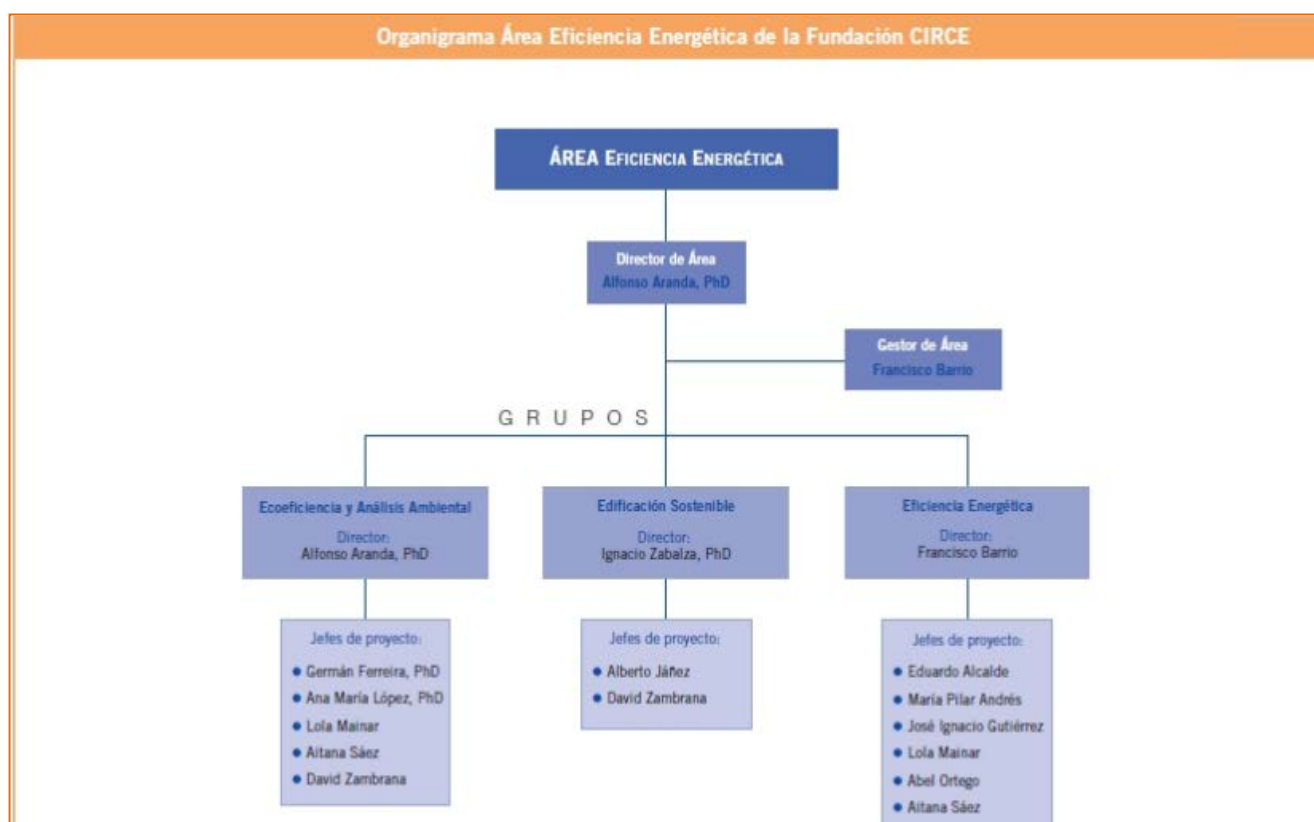 Organigrama Área Eficiencia Energética de la Fundación CIRCE
ÁREA EFICIENCIA ENERGÉTICA
Director de Área
Alfonso Aranda, PhD
Gestor de Área
Francisco Barrio
GRUPOS
Ecoeficiencia y Análisis Ambiental
Director:
Alfonso Aranda, PhD
Jefes de proyecto:
Germán Ferreira, PhD
Ana María López, PhD
Lola Mainar
Aitana Sáez
David Zambrana
Edificación Sostenible
Director:
Ignacio Zabalza, PhD
Jefes de proyecto:
Alberto Jáñez
David Zambrana
Eficiencia Energética
Director:
Francisco Barrio
Jefes de proyecto:
Eduardo Alcalde
María Pilar Andrés
José Ignacio Gutiérrez
Lola Mainar
Abel Ortego
Aitana Sáez